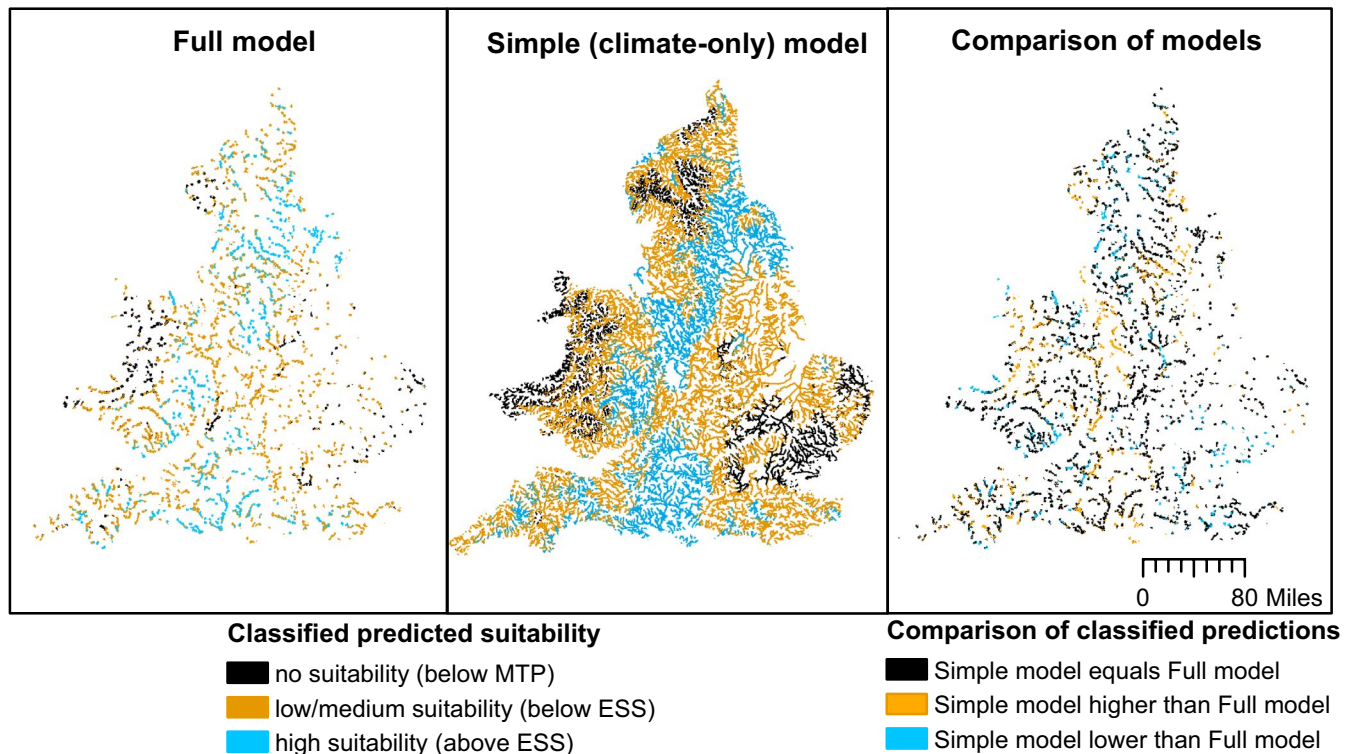 Full model
Simple (climate-only) model
Comparison of models
0 80 Miles
Classified predicted suitability
no suitability (below MTP)
low/medium suitability (below ESS)
high suitability (above ESS)
Comparison of classified predictions
Simple model equals Full model
Simple model higher than Full model
Simple model lower than Full model